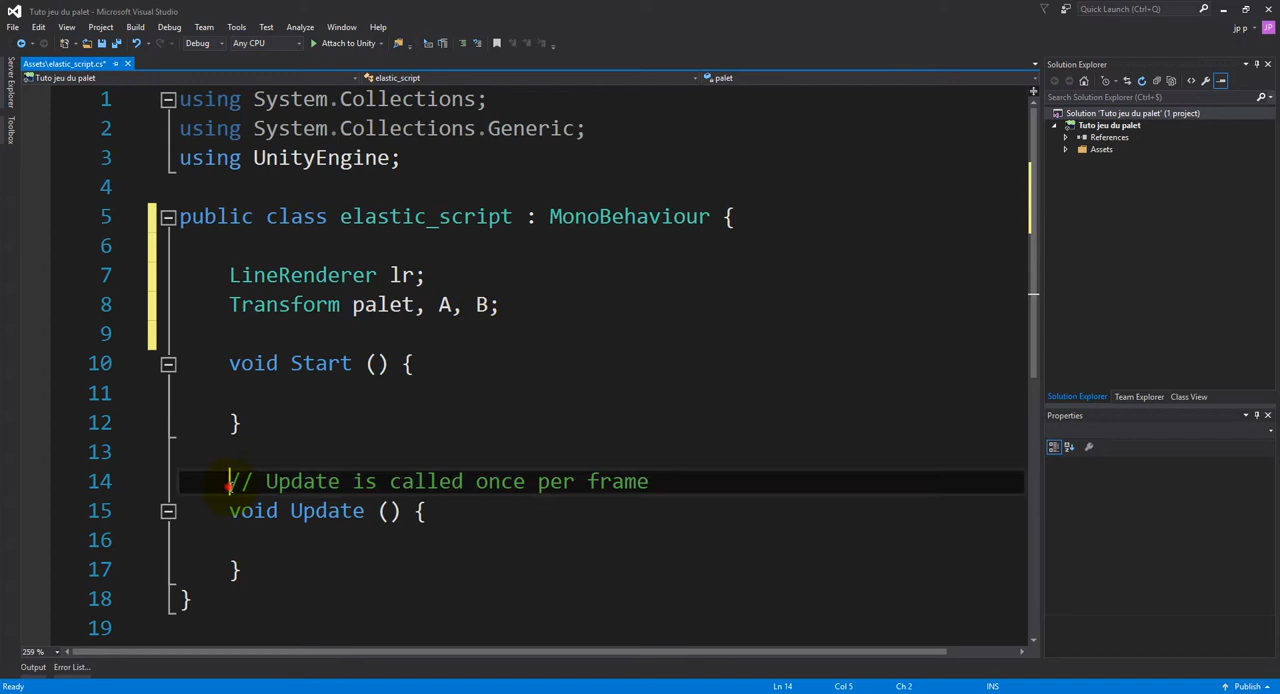 Tuto jeu du palet - Microsoft Visual Studio
Quick Launch (Ctrl+Q)
File Edit View Project Build Debug Team Tools Test Analyze Window Help
jp p
JP
Debug Any CPU Attach to Unity
Server Explorer
Toolbox
Assets\elastic_script.cs*
Tuto jeu du palet elastic_script palet
1 using System.Collections;
2 using System.Collections.Generic;
3 using UnityEngine;
4
5 public class elastic_script : MonoBehaviour {
6
7 LineRenderer lr;
8 Transform palet, A, B;
9
10 void Start () {
11
12 }
13
14 // Update is called once per frame
15 void Update () {
16
17 }
18 }
19
259 %
Solution Explorer
Search Solution Explorer (Ctrl+$)
Solution 'Tuto jeu du palet' (1 project)
Tuto jeu du palet
References
Assets
Solution Explorer Team Explorer Class View
Properties
Output Error List...
Ready Ln 14 Col 5 Ch 2 INS Publish